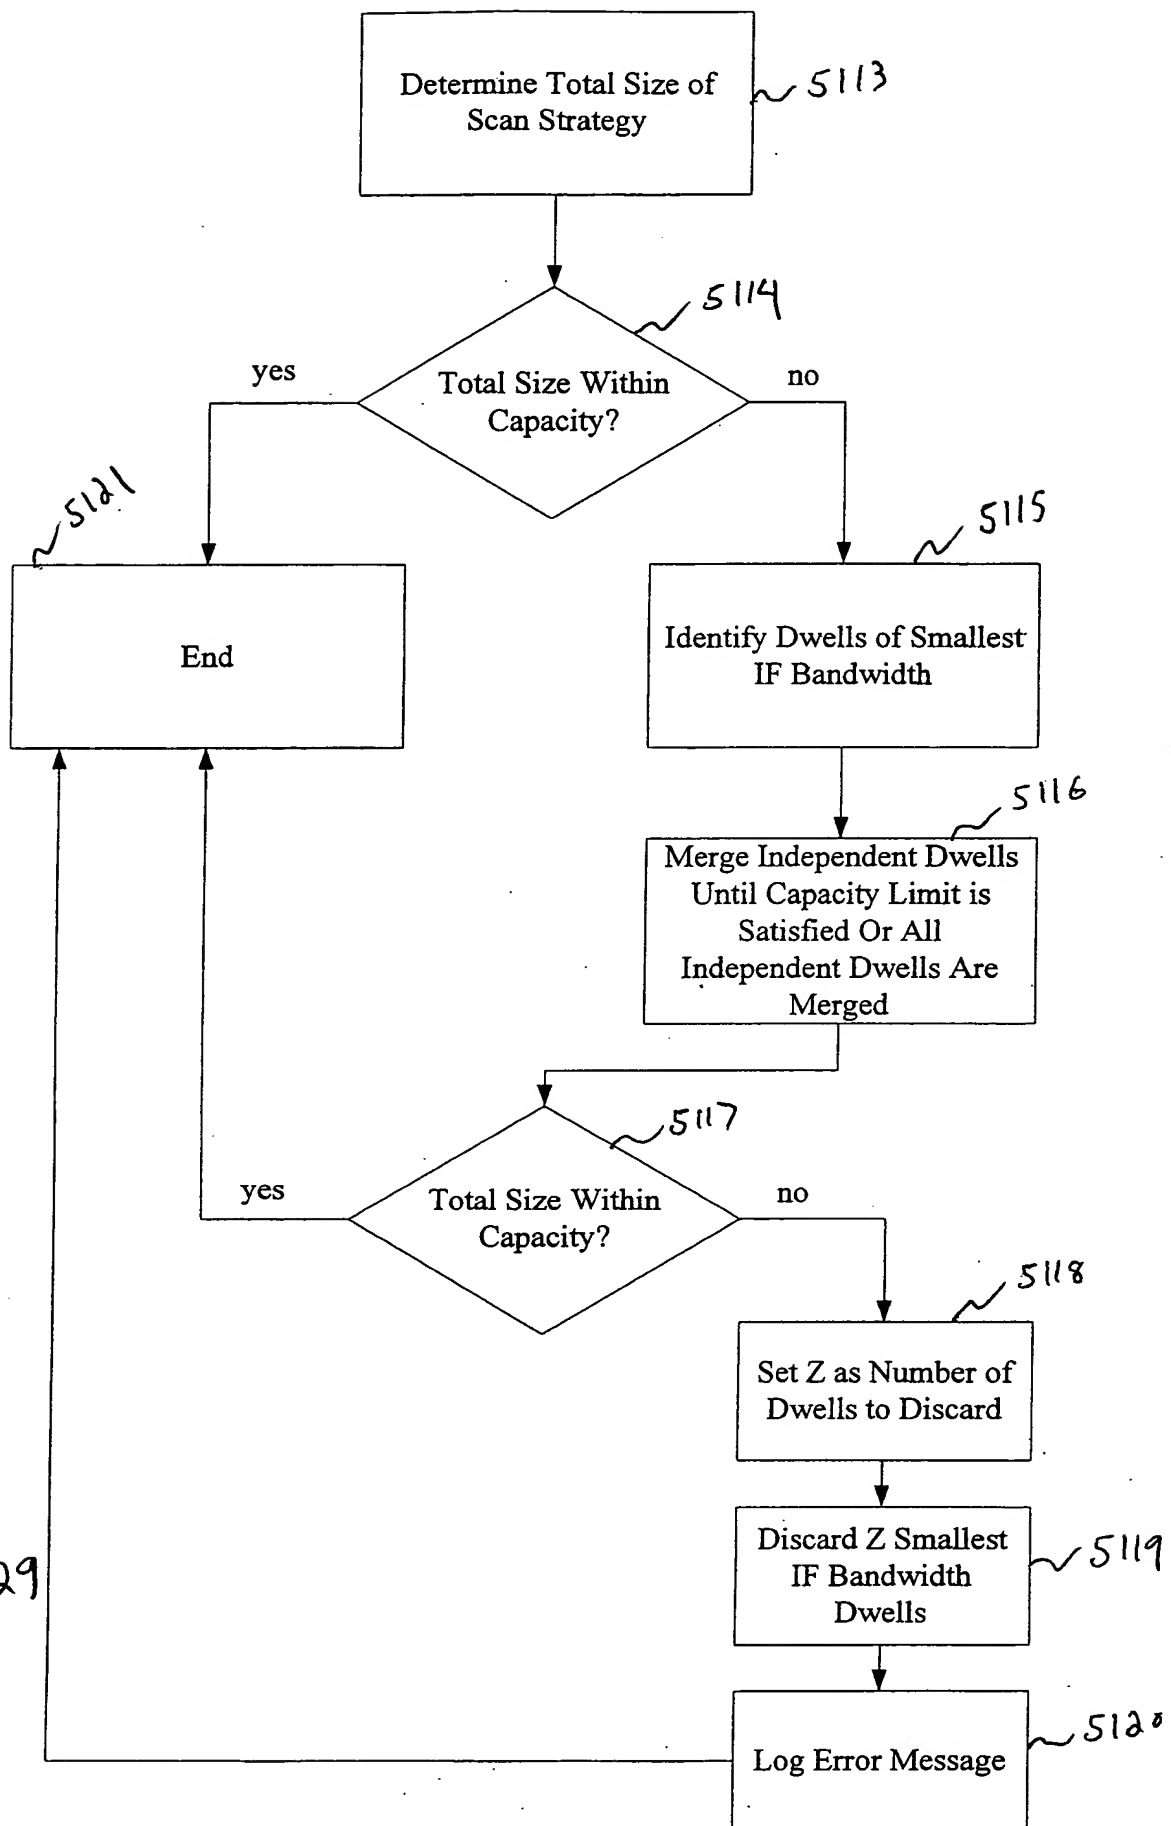 Determine Total Size of
Scan Strategy
5113
5114
yes
Total Size Within
Capacity?
no
5121
5115
End
Identify Dwells of Smallest
IF Bandwidth
5116
Merge Independent Dwells
Until Capacity Limit is
Satisfied Or All
Independent Dwells Are
Merged
5117
yes
Total Size Within
Capacity?
no
5118
Set Z as Number of
Dwells to Discard
Discard Z Smallest
IF Bandwidth
Dwells
5119
29
5120
Log Error Message